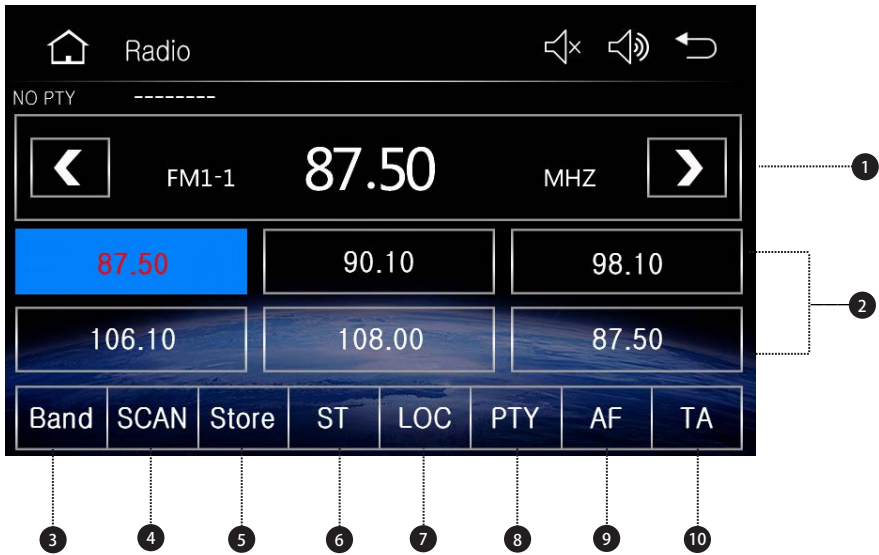 Radio
NO PTY --------
FM1-1 87.50 MHZ
1
87.50 90.10 98.10
2
106.10 108.00 87.50
Band SCAN Store ST LOC PTY AF TA
3 4 5 6 7 8 9 10